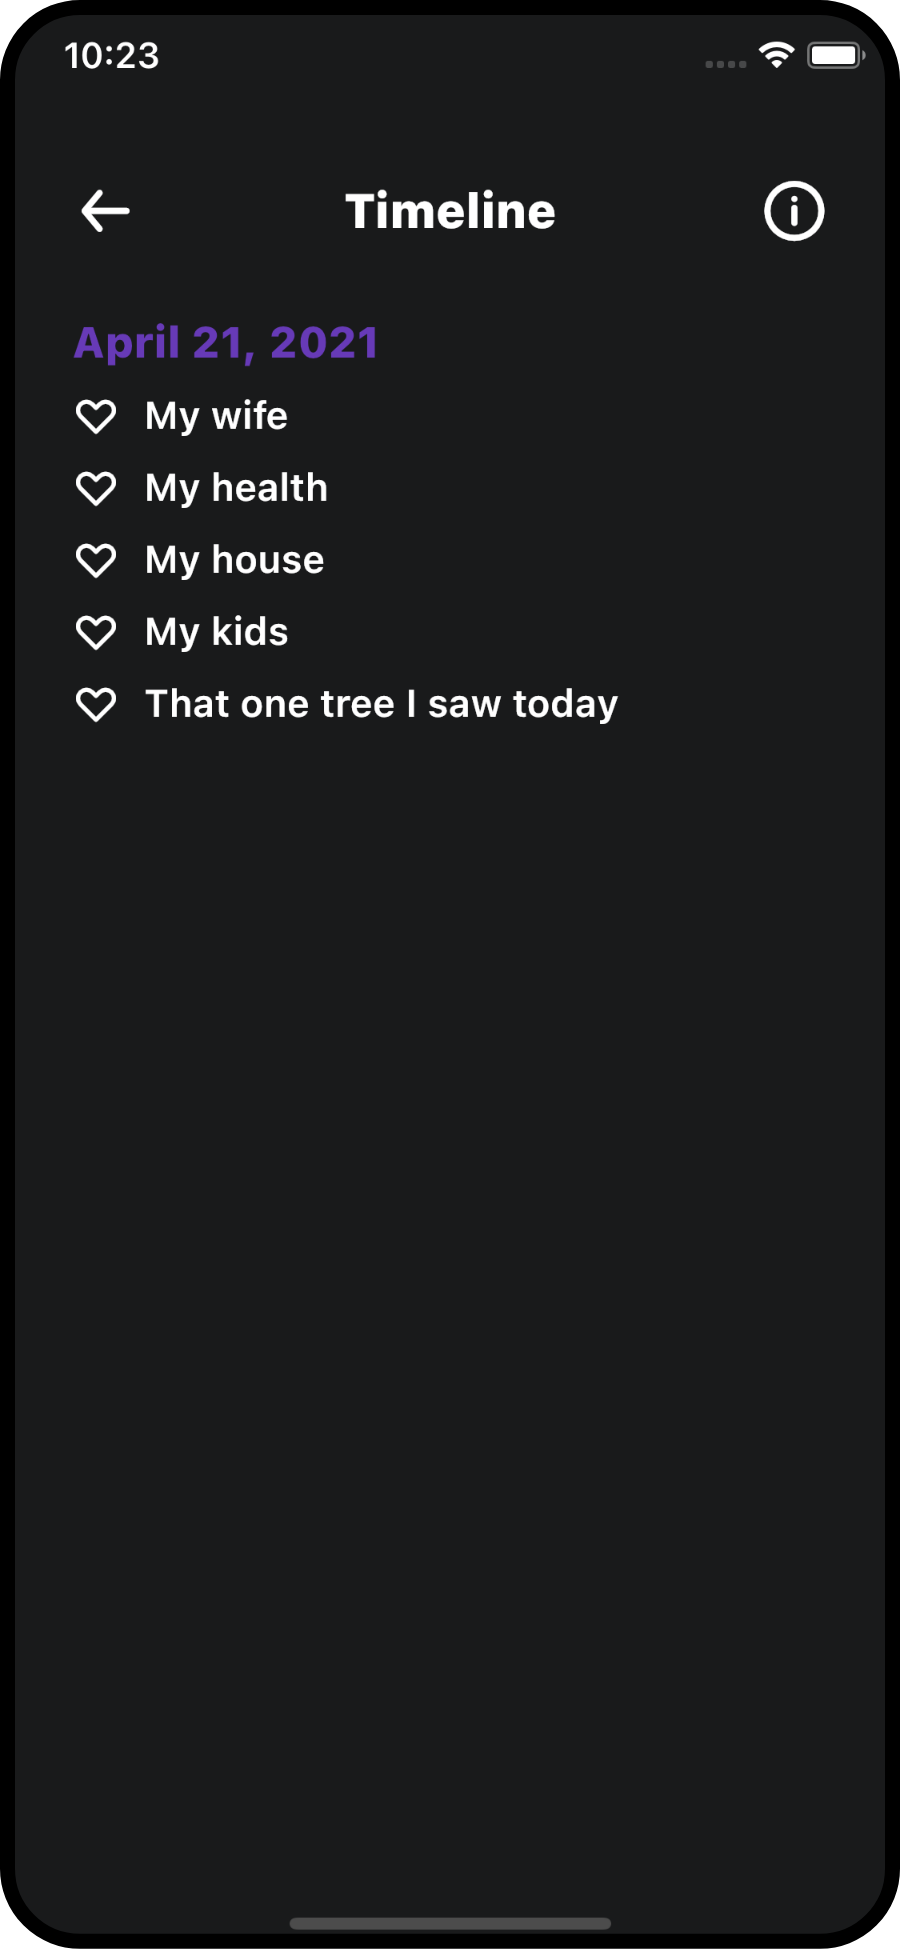 10:23
Timeline
April 21, 2021
My wife
My health
My house
My kids
That one tree I saw today